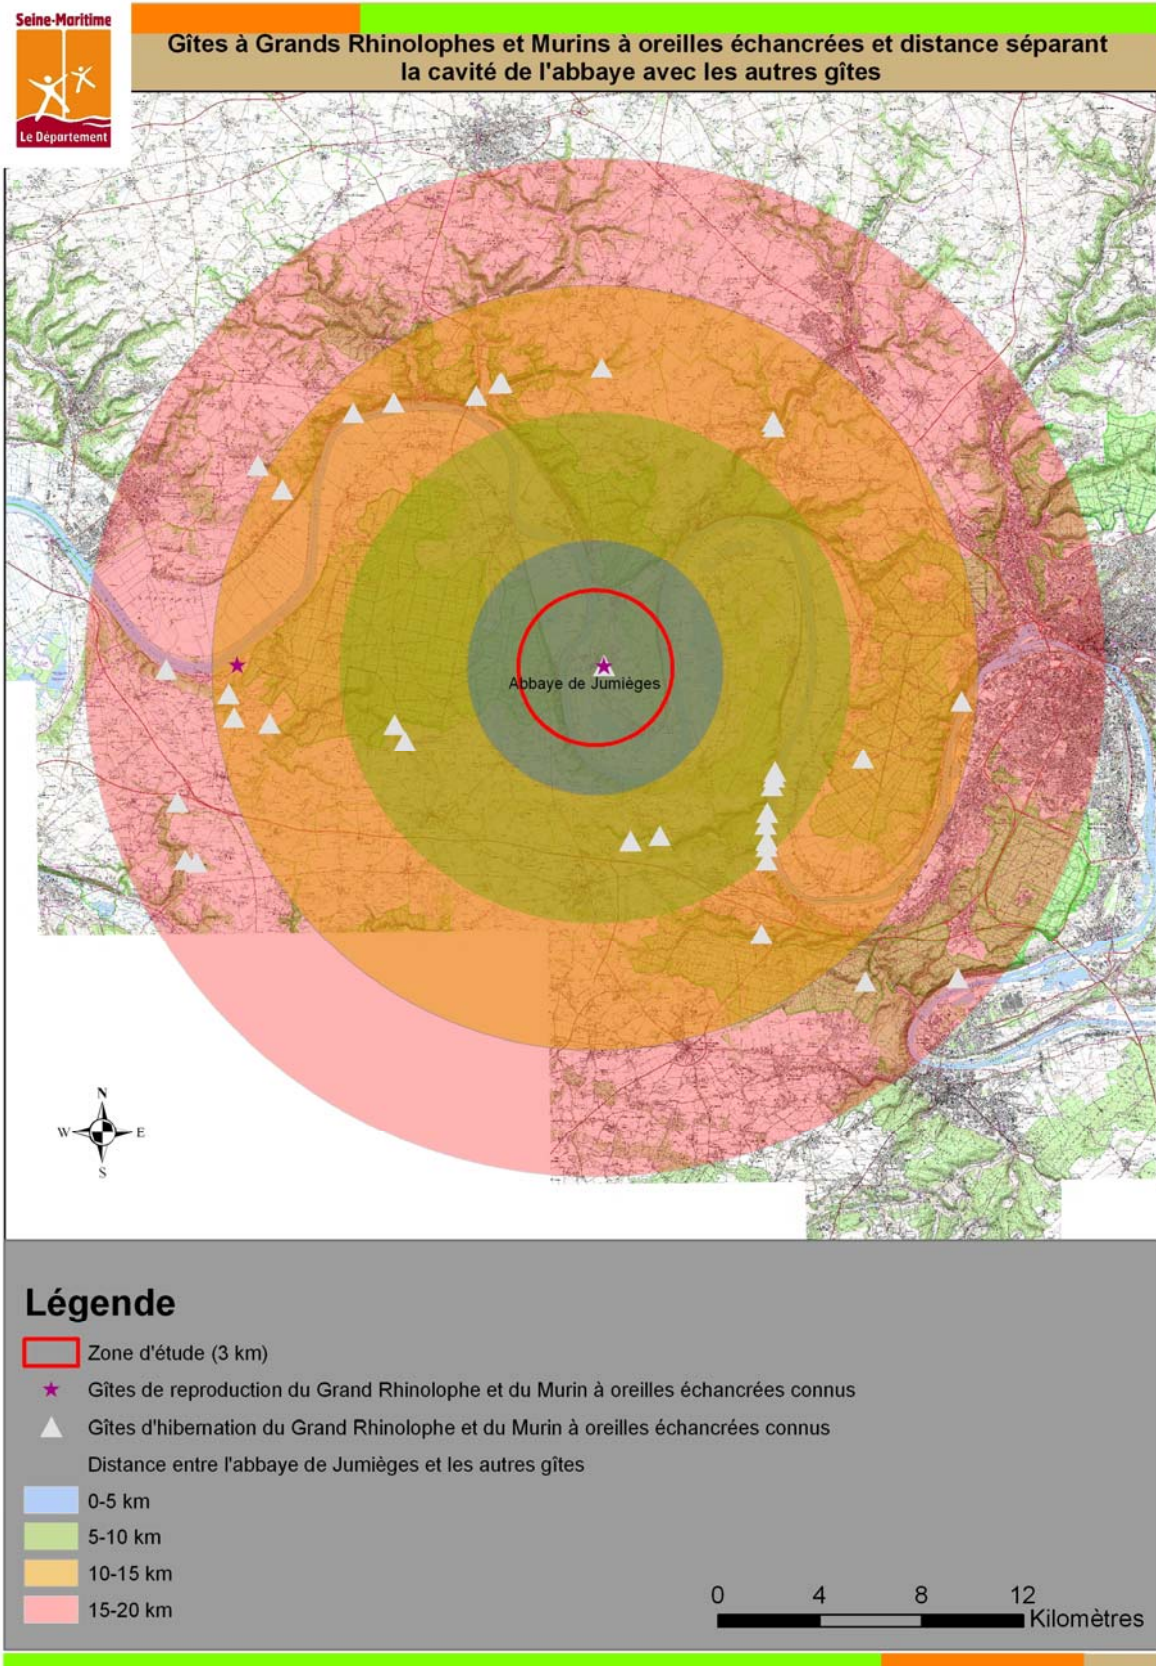 Seine-Maritime
Le Département
Gîtes à Grands Rhinolophes et Murins à oreilles échancrées et distance séparant
la cavité de l'abbaye avec les autres gîtes
Abbaye de Jumièges
N
W E
S
Légende
Zone d'étude (3 km)
Gîtes de reproduction du Grand Rhinolophe et du Murin à oreilles échancrées connus
Gîtes d'hibernation du Grand Rhinolophe et du Murin à oreilles échancrées connus
Distance entre l'abbaye de Jumièges et les autres gîtes
0-5 km
5-10 km
10-15 km
15-20 km
0 4 8 12
Kilomètres